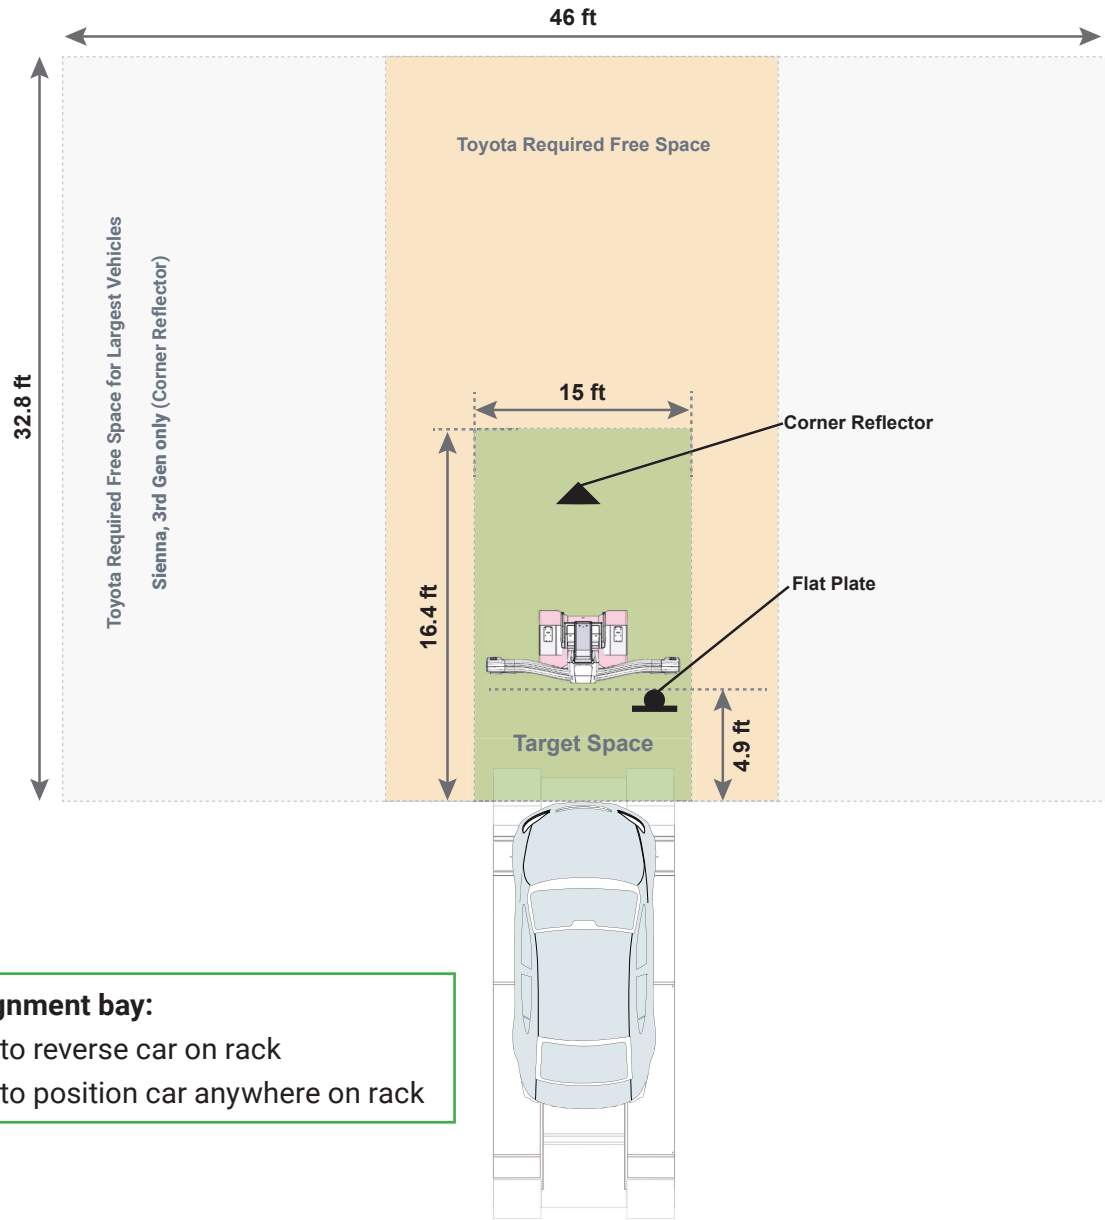 46 ft
Toyota Required Free Space
32.8 ft
Toyota Required Free Space for Largest Vehicles
Sienna, 3rd Gen only (Corner Reflector)
15 ft
Corner Reflector
16.4 ft
Flat Plate
Target Space
4.9 ft
gnment bay:
to reverse car on rack
to position car anywhere on rack